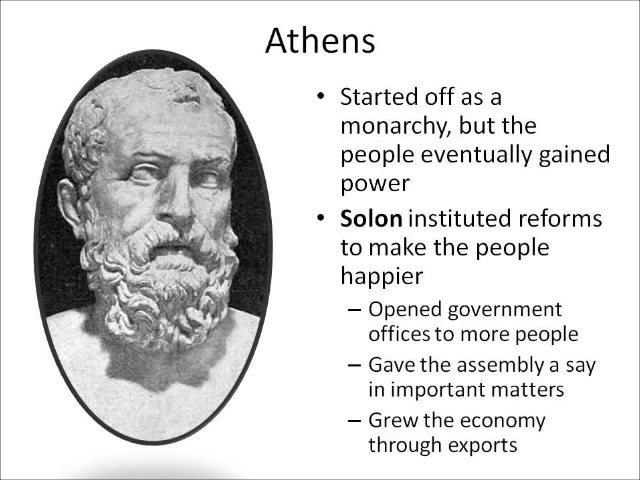 Athens
• Started off as a
monarchy, but the
people eventually gained
power
• Solon instituted reforms
to make the people
happier
– Opened government
offices to more people
– Gave the assembly a say
in important matters
– Grew the economy
through exports